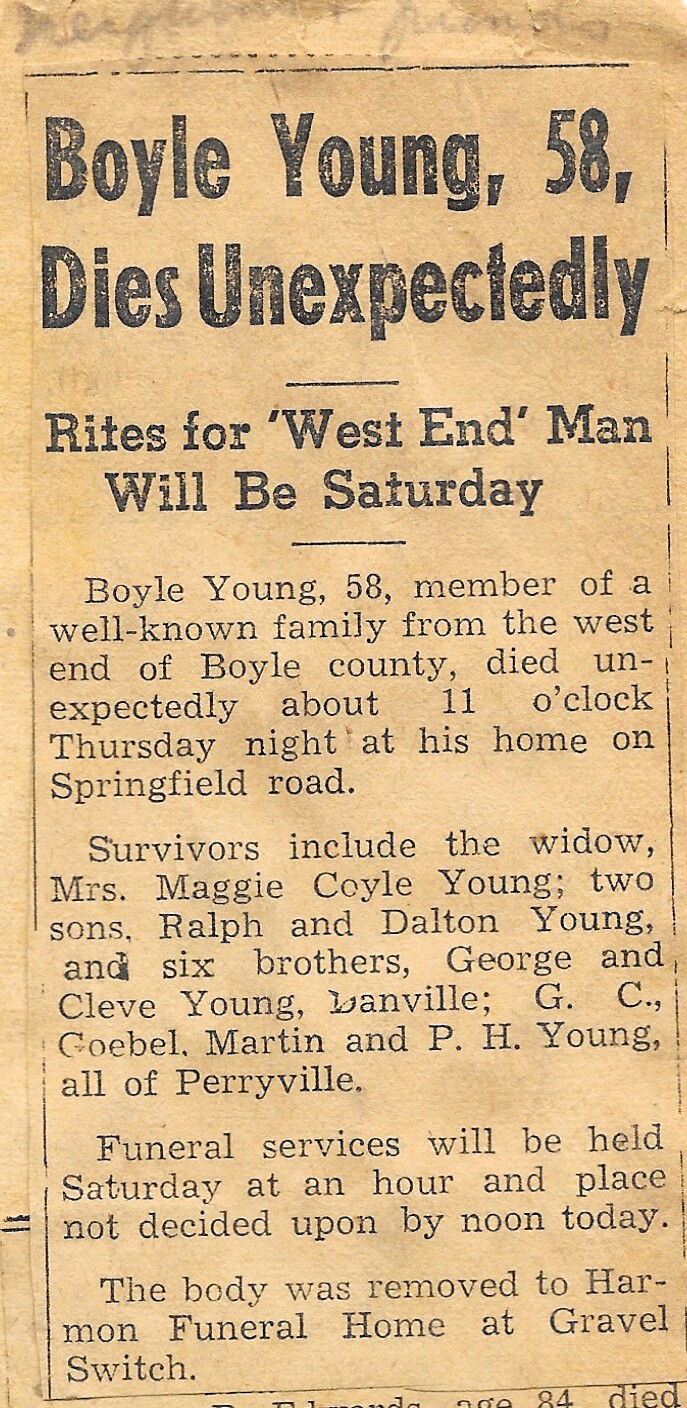 Boyle Young, 58,
Dies Unexpectedly
Rites for 'West End' Man
Will Be Saturday
Boyle Young, 58, member of a
well-known family from the west
end of Boyle county, died un-
expectedly about 11 o'clock
Thursday night at his home on
Springfield road.
Survivors include the widow,
Mrs. Maggie Coyle Young; two
sons, Ralph and Dalton Young,
and six brothers, George and
Cleve Young, Danville; G. C.,
Goebel, Martin and P. H. Young,
all of Perryville.
Funeral services will be held
Saturday at an hour and place
not decided upon by noon today.
The body was removed to Har-
mon Funeral Home at Gravel
Switch.
Edwards, age 84, died